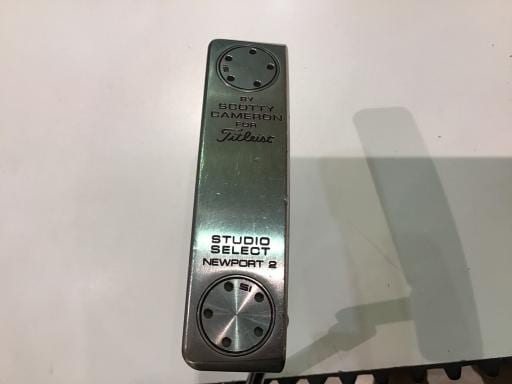 BY
SCOTTY
CAMERON
FOR
Titleist
STUDIO
SELECT
NEWPORT 2